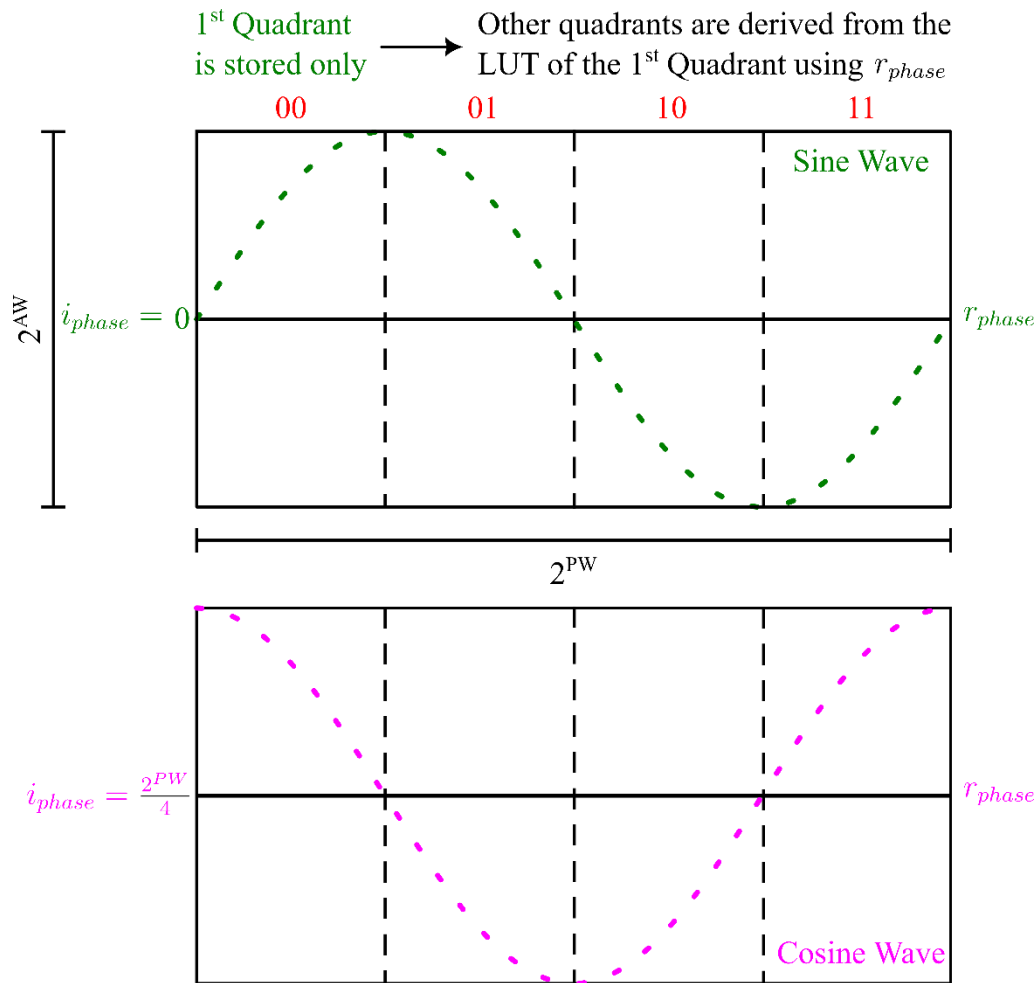 1st Quadrant
is stored only
Other quadrants are derived from the
LUT of the 1st Quadrant using r_phase
00 01 10 11
Sine Wave
2^AW
i_phase = 0
r_phase
2^PW
i_phase = 2^PW/4
r_phase
Cosine Wave